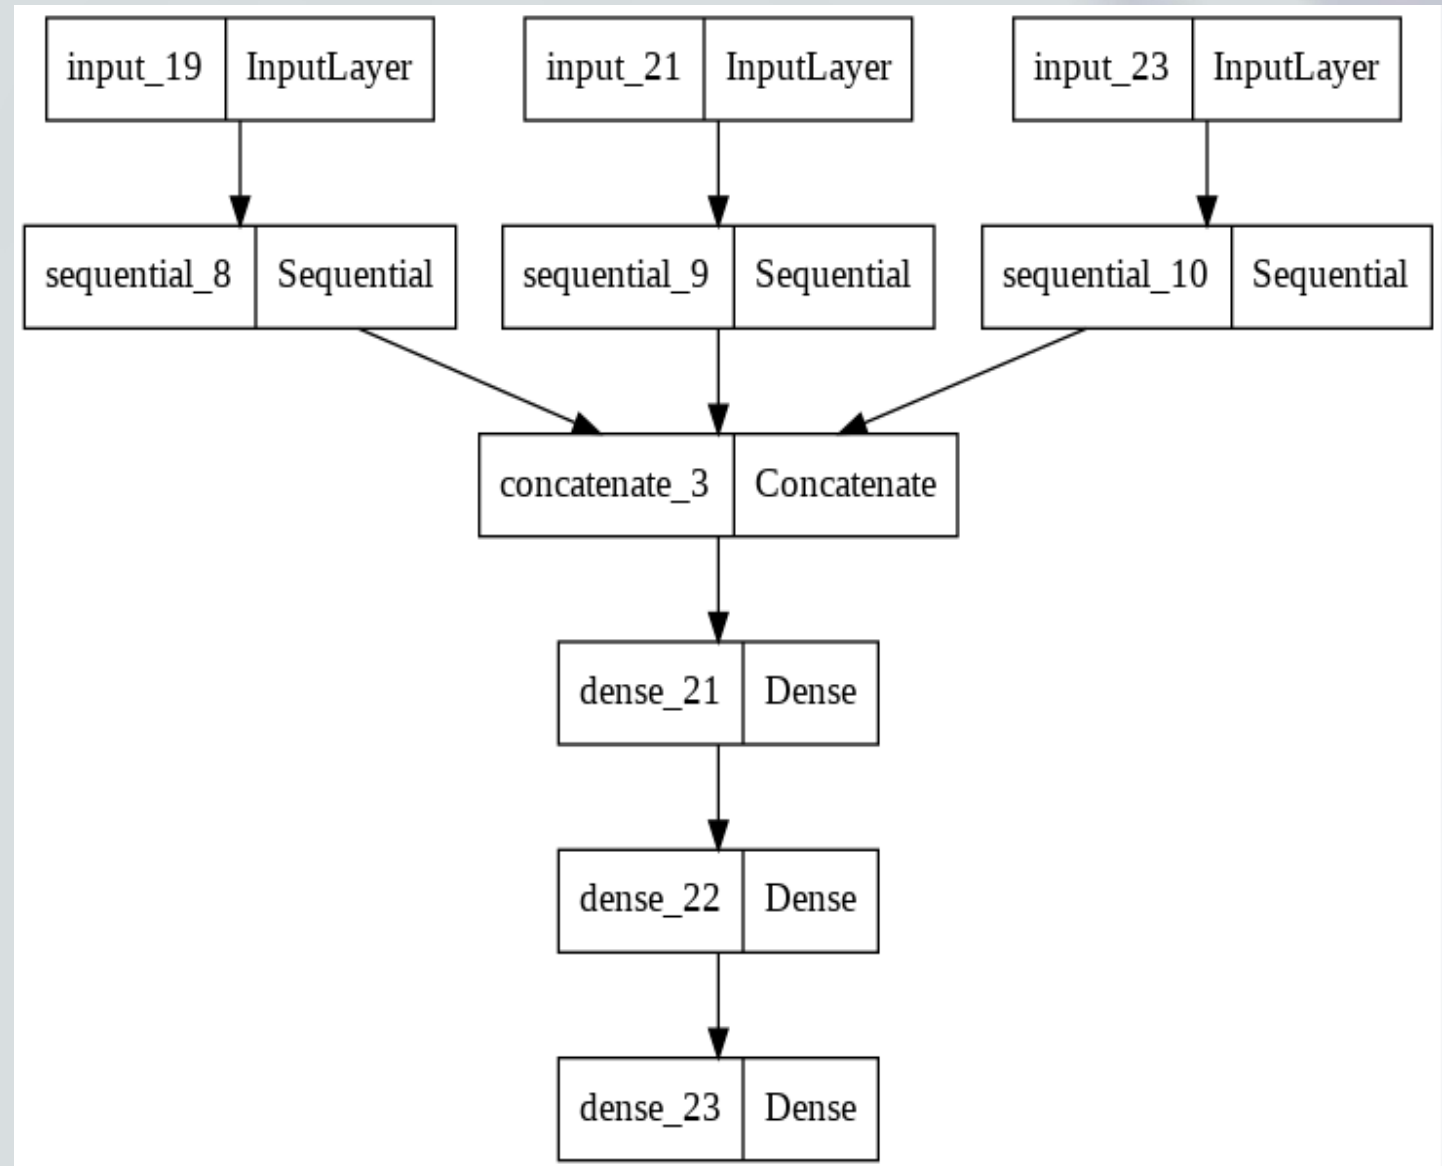 input_19 InputLayer input_21 InputLayer input_23 InputLayer
sequential_8 Sequential sequential_9 Sequential sequential_10 Sequential
concatenate_3 Concatenate
dense_21 Dense
dense_22 Dense
dense_23 Dense